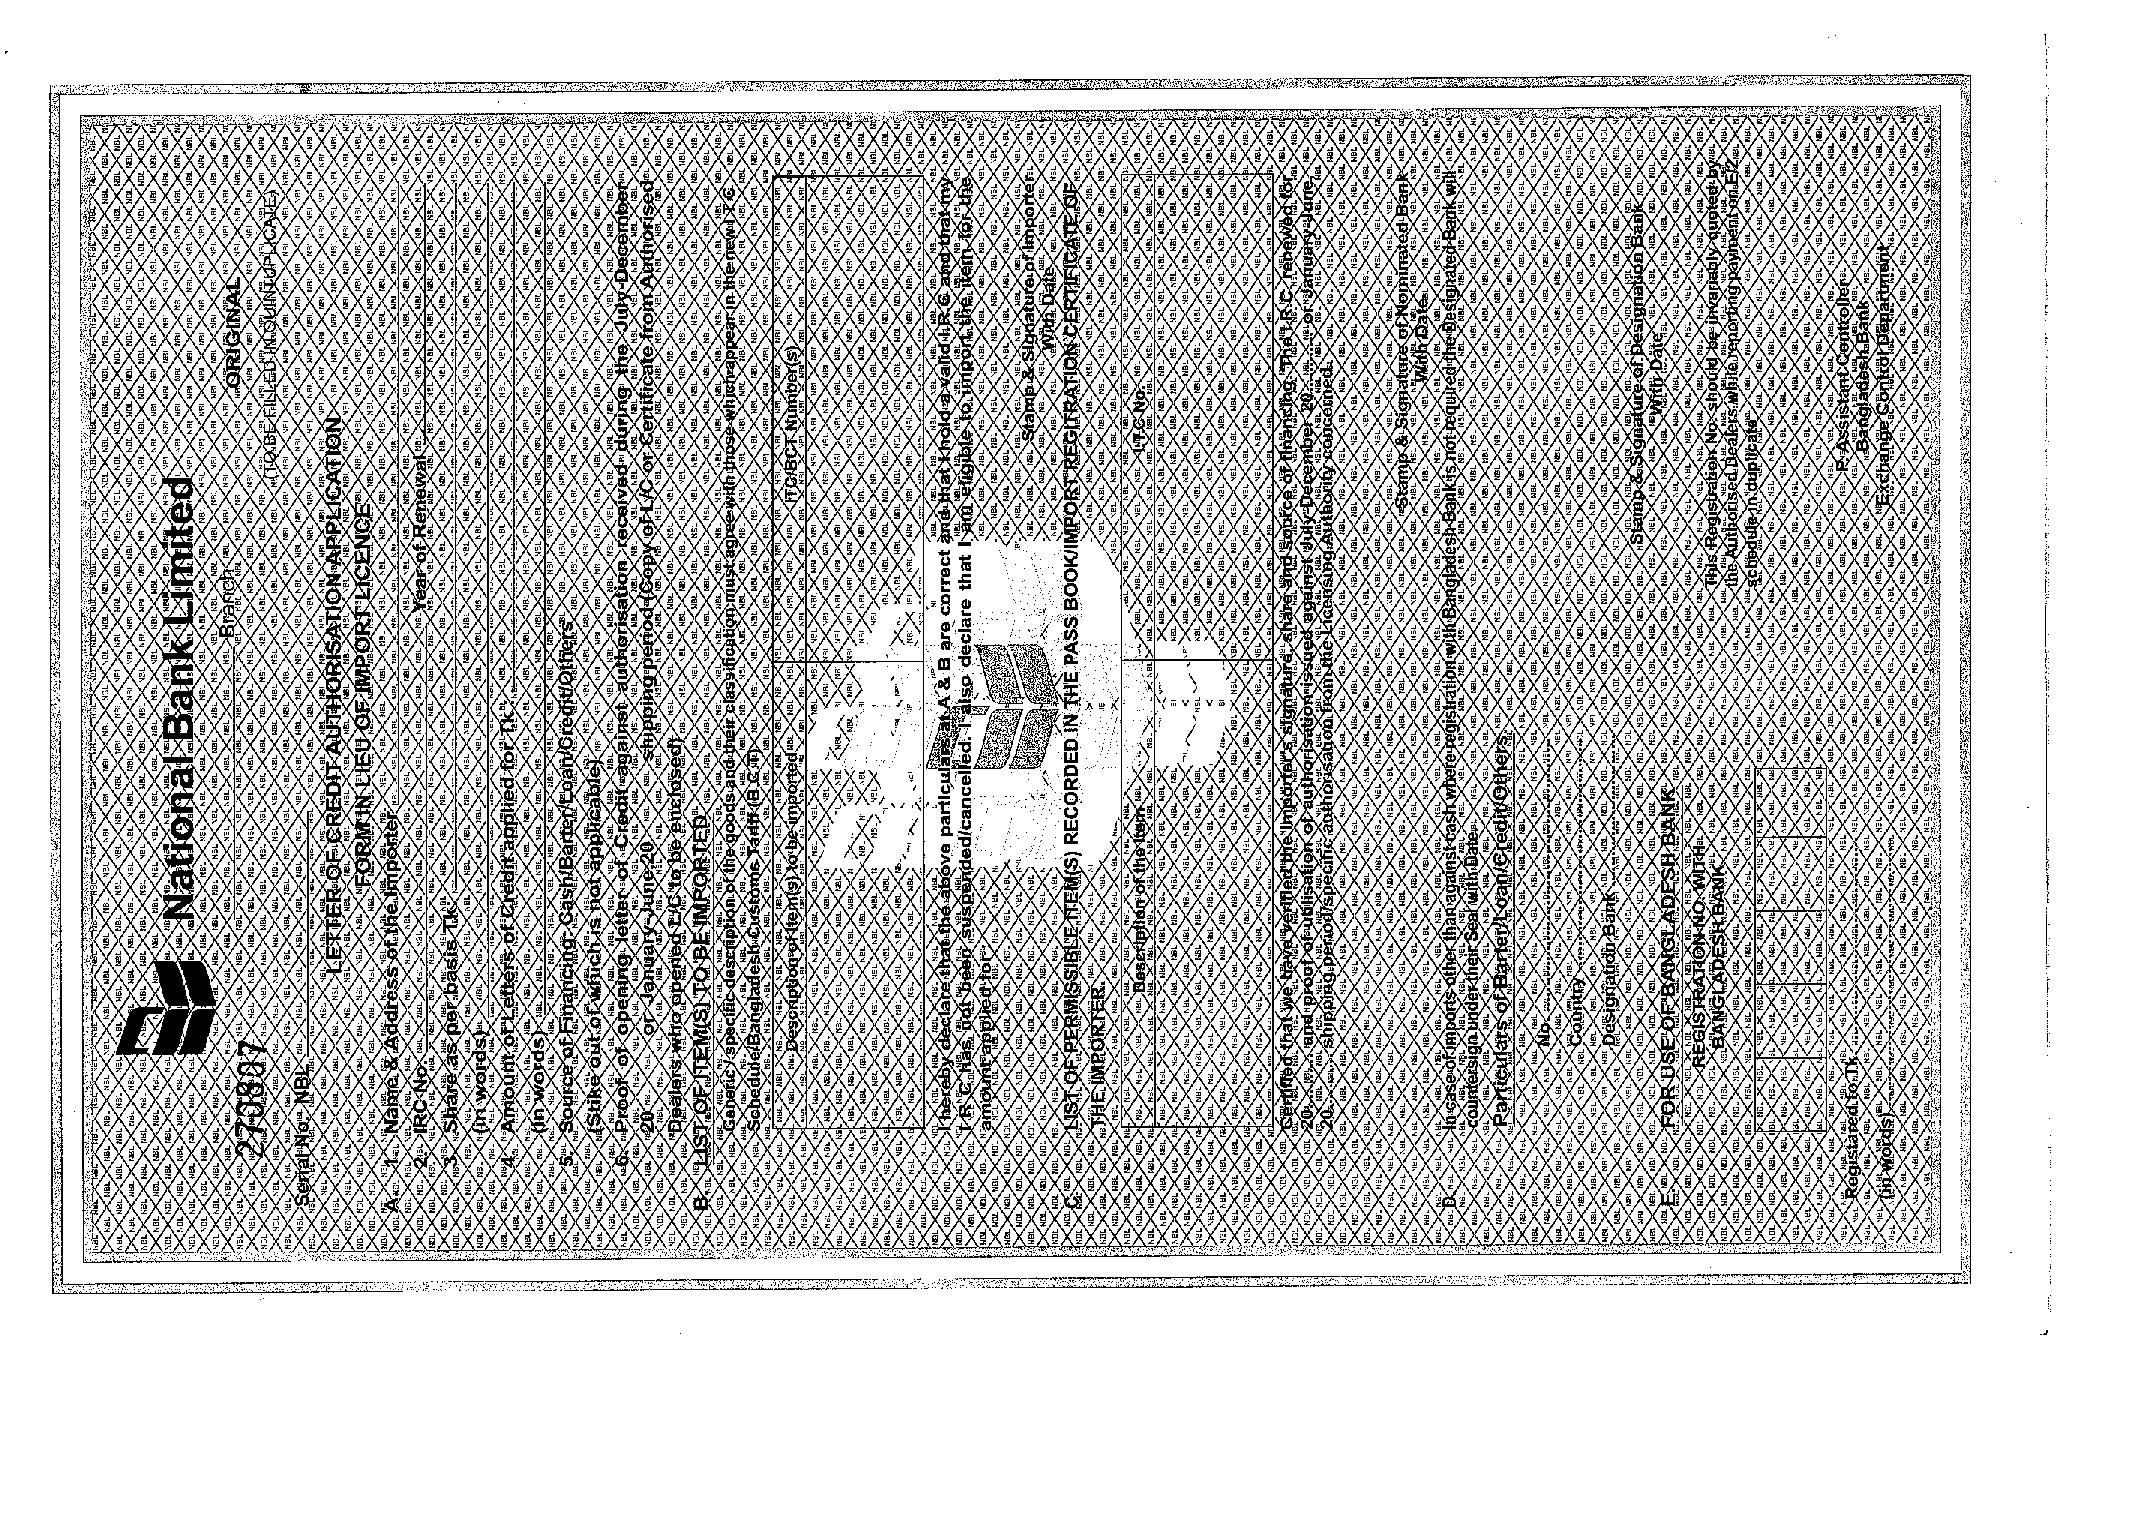 National Bank Limited
Branch
ORIGINAL
(TO BE FILLED IN QUINTUPLICATE)
270807
Serial No. NBL
LETTER OF CREDIT AUTHORISATION APPLICATION
FORM IN LIEU OF IMPORT LICENCE
A. 1. Name & Address of the Importer
2. IRC No. Year of Renewal
3. Share as per basis Tk.
(in words)
4. Amount of Letters of Credit applied for Tk.
(in words)
5. Source of Financing: Cash/Barter/Loan/Credit/Others
(Strike out of which is not applicable)
6. Proof of opening letter of Credit against authorisation received during the July-December
20 or January-June 20 shipping period (Copy of L/C or Certificate from Authorised
Dealers who opened L/C to be enclosed)
B. LIST OF ITEM(S) TO BE IMPORTED
Generic/specific description of the goods and their classification must agree with those which appear in the new I T C
Schedule/Bangladesh Customs Tariff (B C T)
Description of Item(s) to be imported ITC/BCT Number(s)
I hereby declare that the above particulars at A & B are correct and that I hold a valid I.R.C and that my
I R C has not been suspended/cancelled. I also declare that I am eligible to import the item for the
amount applied for
Stamp & Signature of Importer
With Date
C. LIST OF PERMISSIBLE ITEM(S) RECORDED IN THE PASS BOOK/IMPORT REGITRATION CERTIFICATE OF
THE IMPORTER.
Description of the Item I.T.C No.
Certified that we have verified the Importers signature, share and source of financing. The I.R.C. renewed for
20........ and proof of utilisation of authorisation issued against July-December 20........ or January-June,
20........ shipping period/specific authorisation from the Licensing Authority concerned.
Stamp & Signature of Nominated Bank
With Date
D. In case of imports other than against cash where registration with Bangladesh Bank is not required the Designated Bank will
countersign under their Seal with Date
Particulars of Barter/Loan/Credit/Others
No
Country
Designation Bank
Stamp & Signature of Designation Bank
With Date
E. FOR USE OF BANGLADESH BANK
REGISTRATION NO. WITH
BANGLADESH BANK
This Registration No. should be invariably quoted by
the Authorised Dealers while reporting payment on E/2
schedule in duplicate
Registared to Tk
(in words)
P. Assistant Controller
Bangladesh Bank
Exchange Control Department